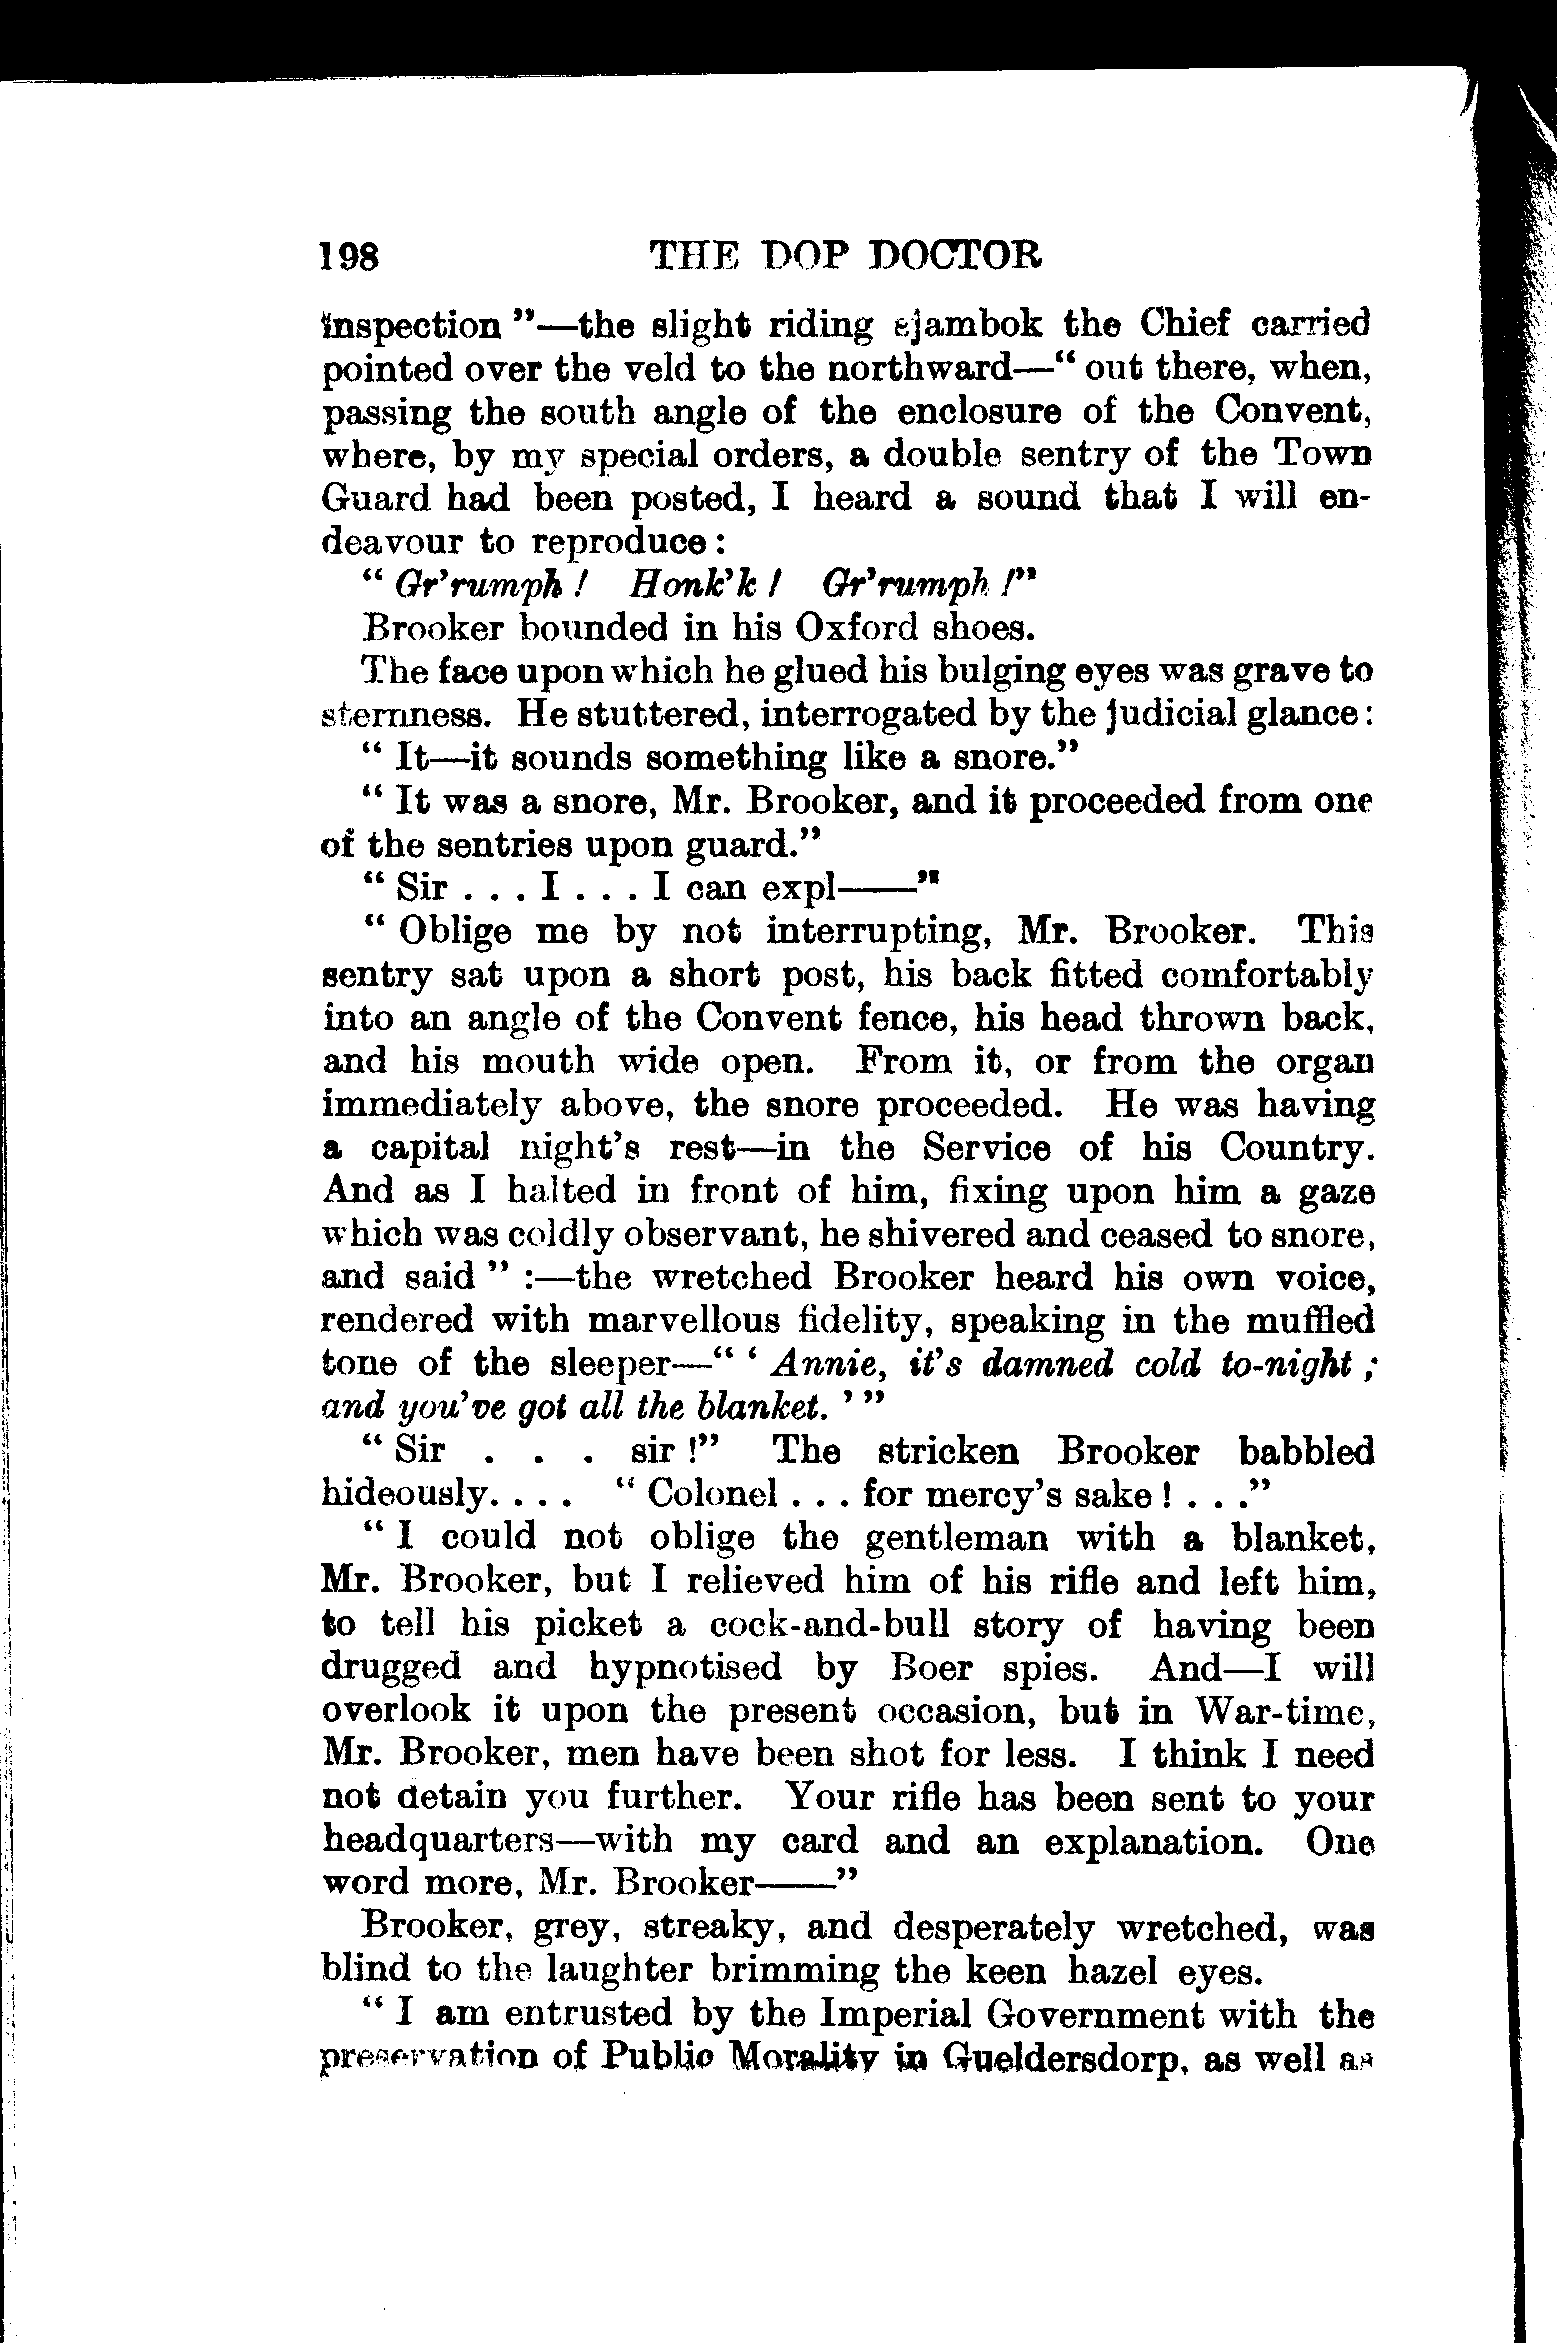 198 THE DOP DOCTOR
inspection "—the slight riding sjambok the Chief carried
pointed over the veld to the northward—" out there, when,
passing the south angle of the enclosure of the Convent,
where, by my special orders, a double sentry of the Town
Guard had been posted, I heard a sound that I will en-
deavour to reproduce :
" Gr'rumph ! Honk'k ! Gr'rumph !"
Brooker bounded in his Oxford shoes.
The face upon which he glued his bulging eyes was grave to
sternness. He stuttered, interrogated by the judicial glance :
" It—it sounds something like a snore."
" It was a snore, Mr. Brooker, and it proceeded from one
of the sentries upon guard."
" Sir . . . I . . . I can expl——"
" Oblige me by not interrupting, Mr. Brooker. This
sentry sat upon a short post, his back fitted comfortably
into an angle of the Convent fence, his head thrown back,
and his mouth wide open. From it, or from the organ
immediately above, the snore proceeded. He was having
a capital night's rest—in the Service of his Country.
And as I halted in front of him, fixing upon him a gaze
which was coldly observant, he shivered and ceased to snore,
and said " :—the wretched Brooker heard his own voice,
rendered with marvellous fidelity, speaking in the muffled
tone of the sleeper—" ' Annie, it's damned cold to-night ;
and you've got all the blanket. ' "
" Sir . . . sir !" The stricken Brooker babbled
hideously. . . . " Colonel . . . for mercy's sake ! . . ."
" I could not oblige the gentleman with a blanket,
Mr. Brooker, but I relieved him of his rifle and left him,
to tell his picket a cock-and-bull story of having been
drugged and hypnotised by Boer spies. And—I will
overlook it upon the present occasion, but in War-time,
Mr. Brooker, men have been shot for less. I think I need
not detain you further. Your rifle has been sent to your
headquarters—with my card and an explanation. One
word more, Mr. Brooker——"
Brooker, grey, streaky, and desperately wretched, was
blind to the laughter brimming the keen hazel eyes.
" I am entrusted by the Imperial Government with the
preservation of Public Morality in Gueldersdorp, as well as